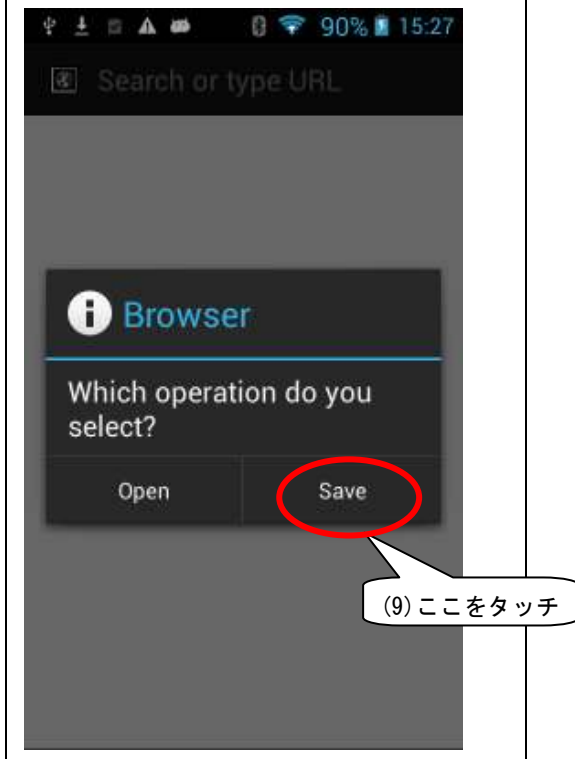 90% 15:27
Search or type URL
Browser
Which operation do you
select?
Open Save
(9)ここをタッチ